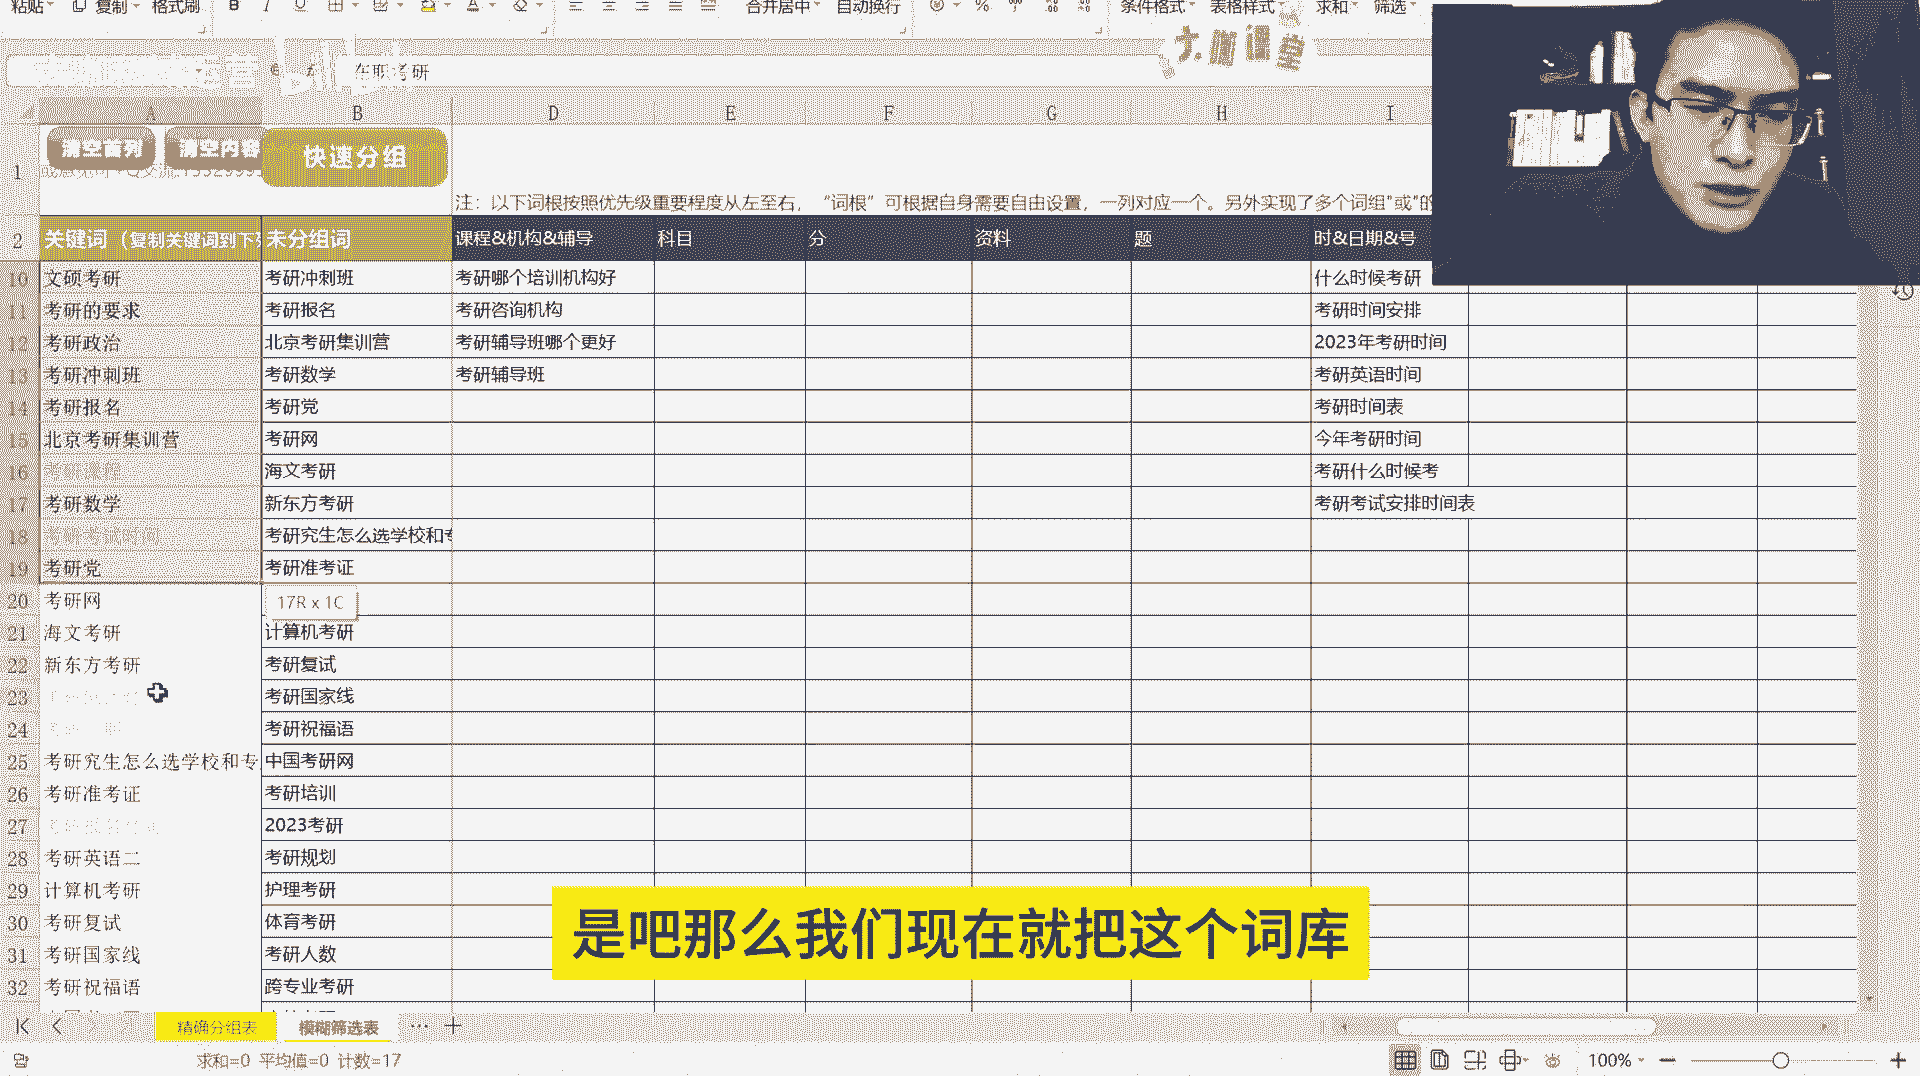 粘贴 复制 格式刷 B I U A 合并居中 自动换行 % 条件格式 表格样式 求和 筛选
大咖课堂
在职考研
A B D E F G H I
清空首列 清空内容 快速分组
1
注：以下词根按照优先级重要程度从左至右，“词根”可根据自身需要自由设置，一列对应一个。另外实现了多个词组"或"的
2 关键词（复制关键词到下 未分组词 课程&机构&辅导 科目 分 资料 题 时&日期&号
10 文硕考研 考研冲刺班 考研哪个培训机构好 什么时候考研
11 考研的要求 考研报名 考研咨询机构 考研时间安排
12 考研政治 北京考研集训营 考研辅导班哪个更好 2023年考研时间
13 考研冲刺班 考研数学 考研辅导班 考研英语时间
14 考研报名 考研党 考研时间表
15 北京考研集训营 考研网 今年考研时间
16 考研课程 海文考研 考研什么时候考
17 考研数学 新东方考研 考研考试安排时间表
18 考研考试时间 考研究生怎么选学校和专
19 考研党 考研准考证
20 考研网 17R x 1C
21 海文考研 计算机考研
22 新东方考研 考研复试
23 考研国家线
24 考研祝福语
25 考研究生怎么选学校和专 中国考研网
26 考研准考证 考研培训
27 2023考研
28 考研英语二 考研规划
29 计算机考研 护理考研
30 考研复试 体育考研
31 考研国家线 考研人数
32 考研祝福语 跨专业考研
是吧那么我们现在就把这个词库
精确分组表 模糊筛选表 ··· +
求和=0 平均值=0 计数=17 100%